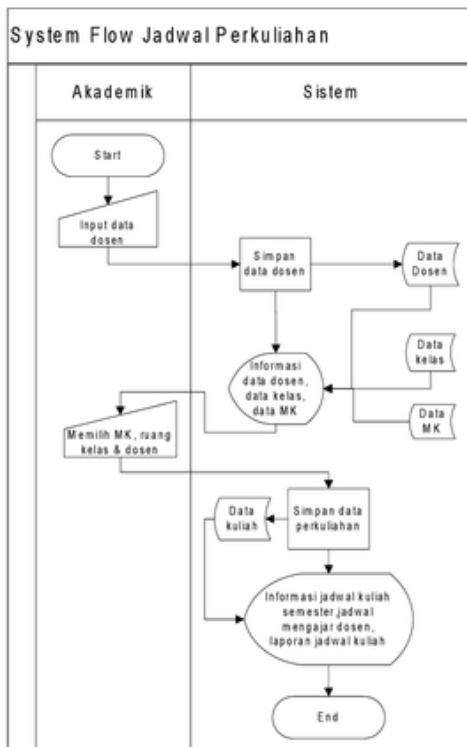 System Flow Jadwal Perkuliahan
Akademik
Sistem
Start
Input data
dosen
Simpan
data dosen
Data
Dosen
Informasi
data dosen,
data kelas,
data MK
Data
kelas
Data
MK
Memilih MK, ruang
kelas & dosen
Data
kuliah
Simpan data
perkuliahan
Informasi jadwal kuliah
semester,jadwal
mengajar dosen,
laporan jadwal kuliah
End